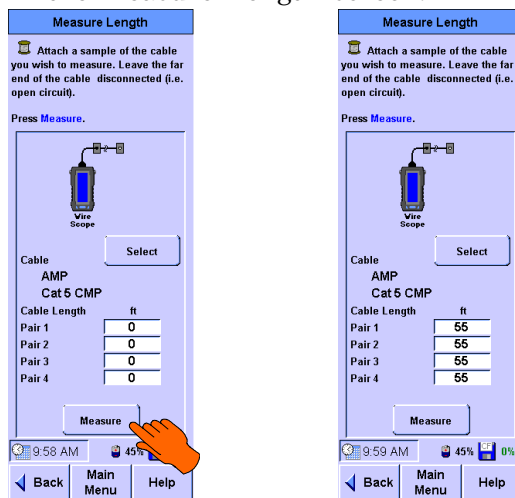 Measure Length
Attach a sample of the cable
you wish to measure. Leave the far
end of the cable disconnected (i.e.
open circuit).
Press Measure.
Wire
Scope
Select
Cable
AMP
Cat 5 CMP
Cable Length ft
Pair 1 0
Pair 2 0
Pair 3 0
Pair 4 0
Measure
9:58 AM 45%
Back Main Menu Help
Measure Length
Attach a sample of the cable
you wish to measure. Leave the far
end of the cable disconnected (i.e.
open circuit).
Press Measure.
Wire
Scope
Select
Cable
AMP
Cat 5 CMP
Cable Length ft
Pair 1 55
Pair 2 55
Pair 3 55
Pair 4 55
Measure
9:59 AM 45% CF 0%
Back Main Menu Help